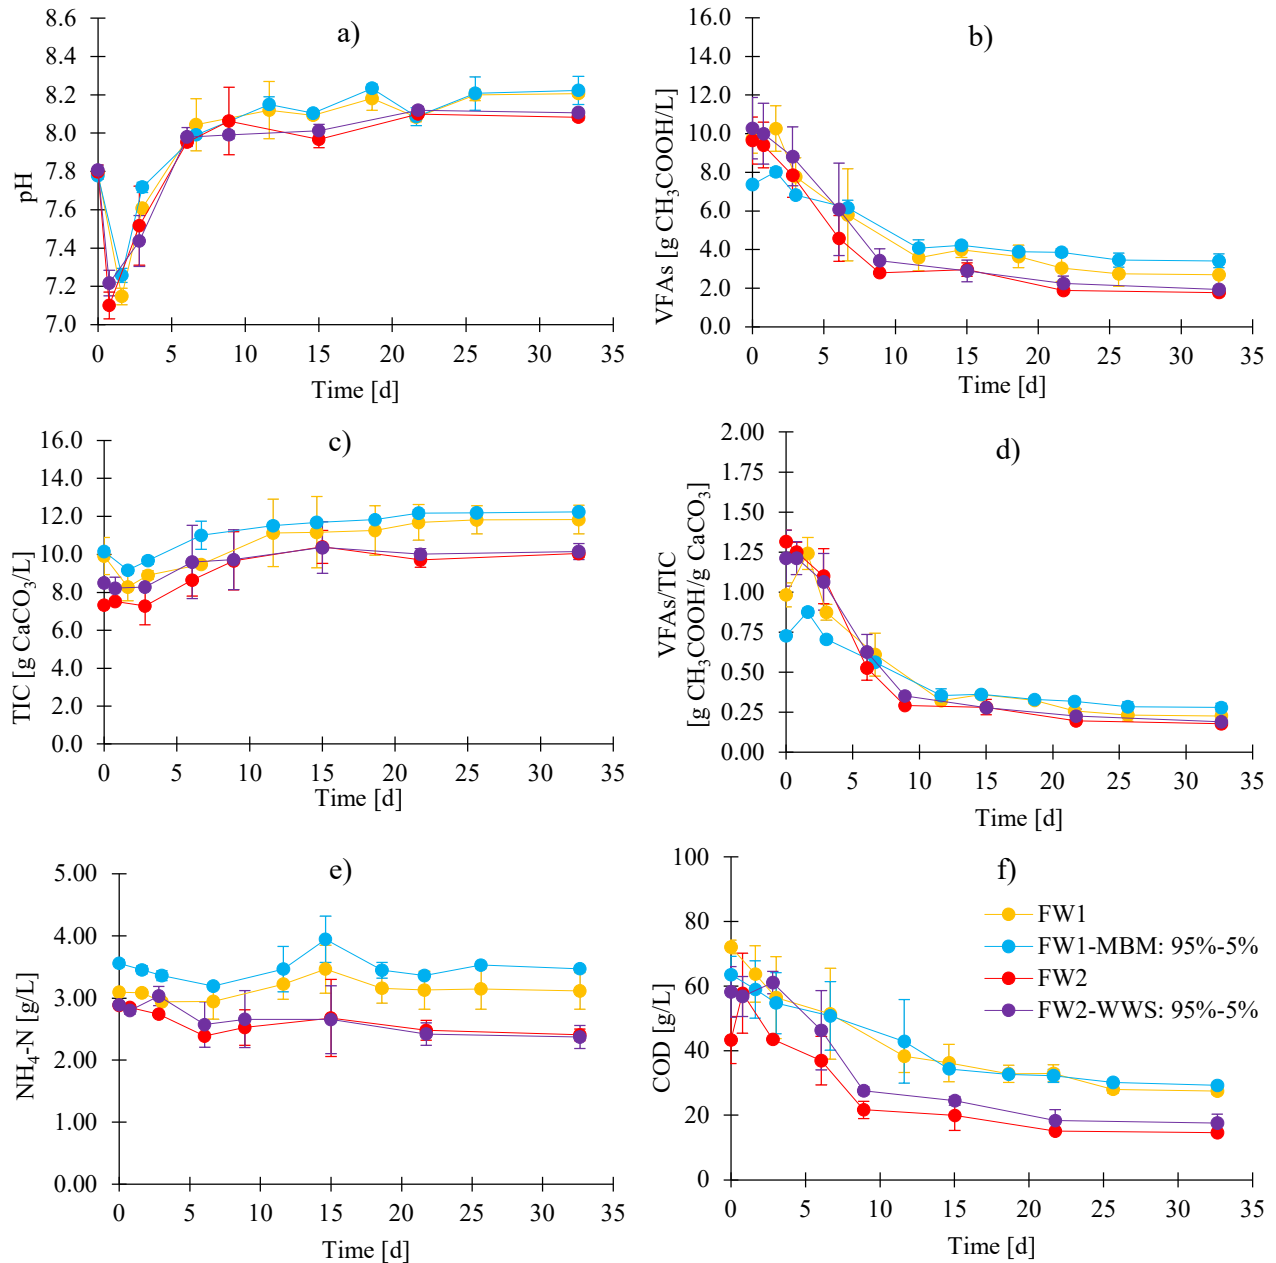 a)
8.6
8.4
8.2
8.0
7.8
7.6
7.4
7.2
7.0
pH
0 5 10 15 20 25 30 35
Time [d]
b)
16.0
14.0
12.0
10.0
8.0
6.0
4.0
2.0
0.0
VFAs [g CH₃COOH/L]
0 5 10 15 20 25 30 35
Time [d]
c)
16.0
14.0
12.0
10.0
8.0
6.0
4.0
2.0
0.0
TIC [g CaCO₃/L]
0 5 10 15 20 25 30 35
Time [d]
d)
2.00
1.75
1.50
1.25
1.00
0.75
0.50
0.25
0.00
VFAs/TIC
[g CH₃COOH/g CaCO₃]
0 5 10 15 20 25 30 35
Time [d]
e)
5.00
4.00
3.00
2.00
1.00
0.00
NH₄-N [g/L]
0 5 10 15 20 25 30 35
Time [d]
f)
100
80
60
40
20
0
COD [g/L]
FW1
FW1-MBM: 95%-5%
FW2
FW2-WWS: 95%-5%
0 5 10 15 20 25 30 35
Time [d]